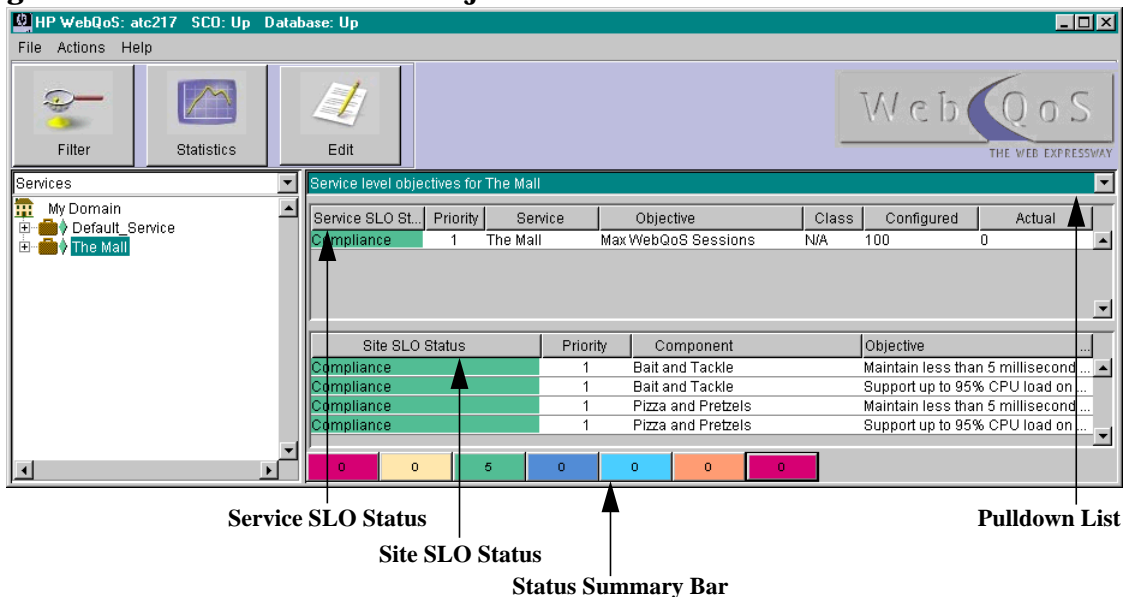 HP WebQoS: atc217 SCO: Up Database: Up
File Actions Help
Filter
Statistics
Edit
WebQoS
THE WEB EXPRESSWAY
Services
My Domain
Default_Service
The Mall
Service level objectives for The Mall
Service SLO St... Priority Service Objective Class Configured Actual
Compliance 1 The Mall Max WebQoS Sessions N/A 100 0
Site SLO Status Priority Component Objective ...
Compliance 1 Bait and Tackle Maintain less than 5 millisecond ...
Compliance 1 Bait and Tackle Support up to 95% CPU load on ...
Compliance 1 Pizza and Pretzels Maintain less than 5 millisecond ...
Compliance 1 Pizza and Pretzels Support up to 95% CPU load on ...
0 0 5 0 0 0 0
Service SLO Status
Pulldown List
Site SLO Status
Status Summary Bar